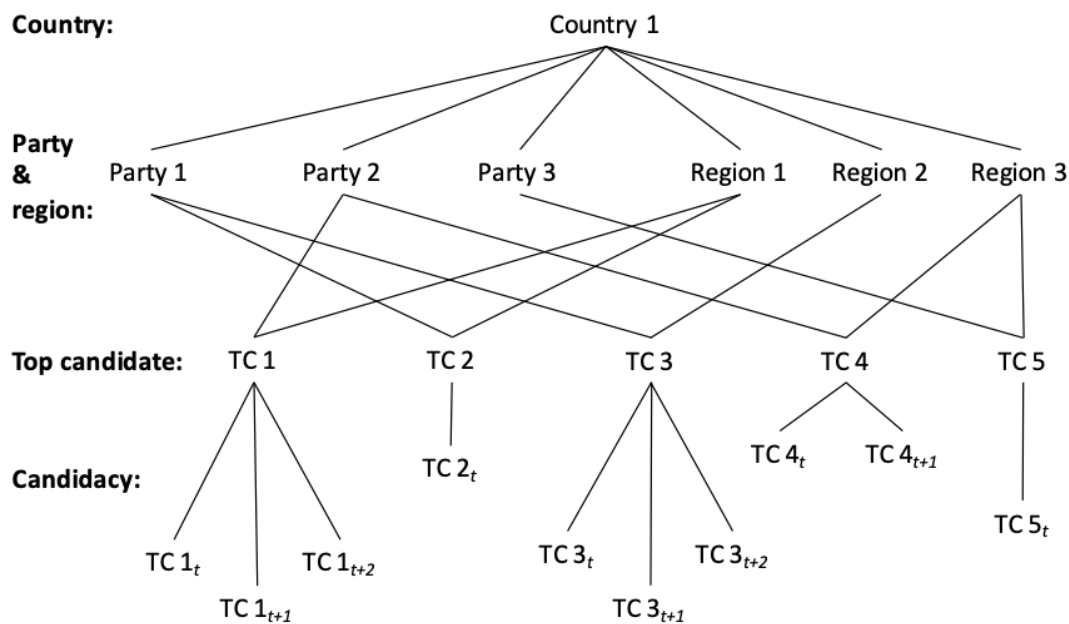 Country: Country 1
Party
&
region:
Party 1 Party 2 Party 3 Region 1 Region 2 Region 3
Top candidate: TC 1 TC 2 TC 3 TC 4 TC 5
Candidacy:
TC 4t TC 4t+1
TC 2t
TC 5t
TC 1t TC 1t+2 TC 3t TC 3t+2
TC 1t+1 TC 3t+1